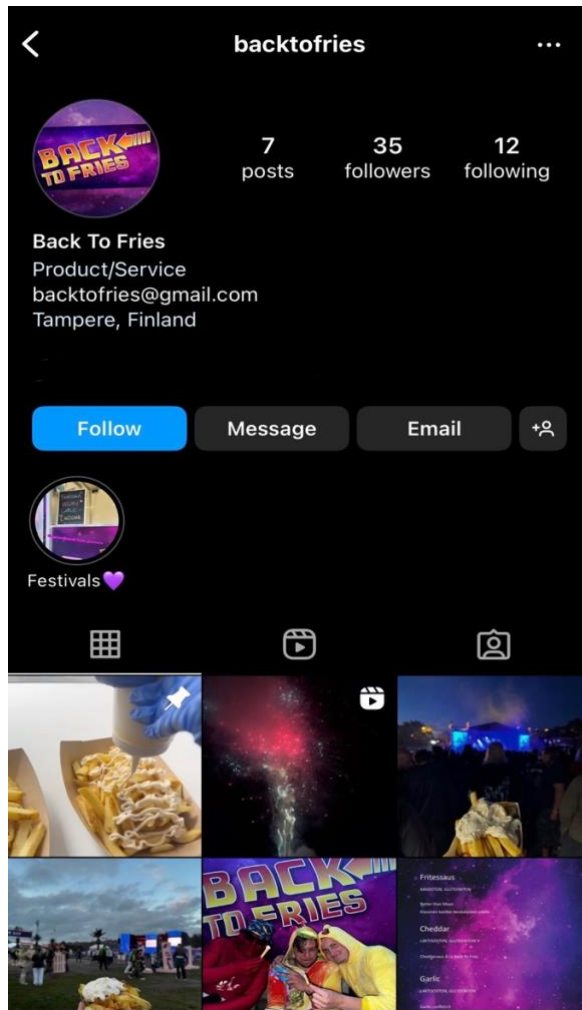 backtofries
BACK
TO FRIES
7
35
12
posts
followers
following
Back To Fries
Product/Service
backtofries@gmail.com
Tampere, Finland
Follow
Message
Email
Festivals💜
BACK
TO FRIES
Fritessaus
Cheddar
Garlic